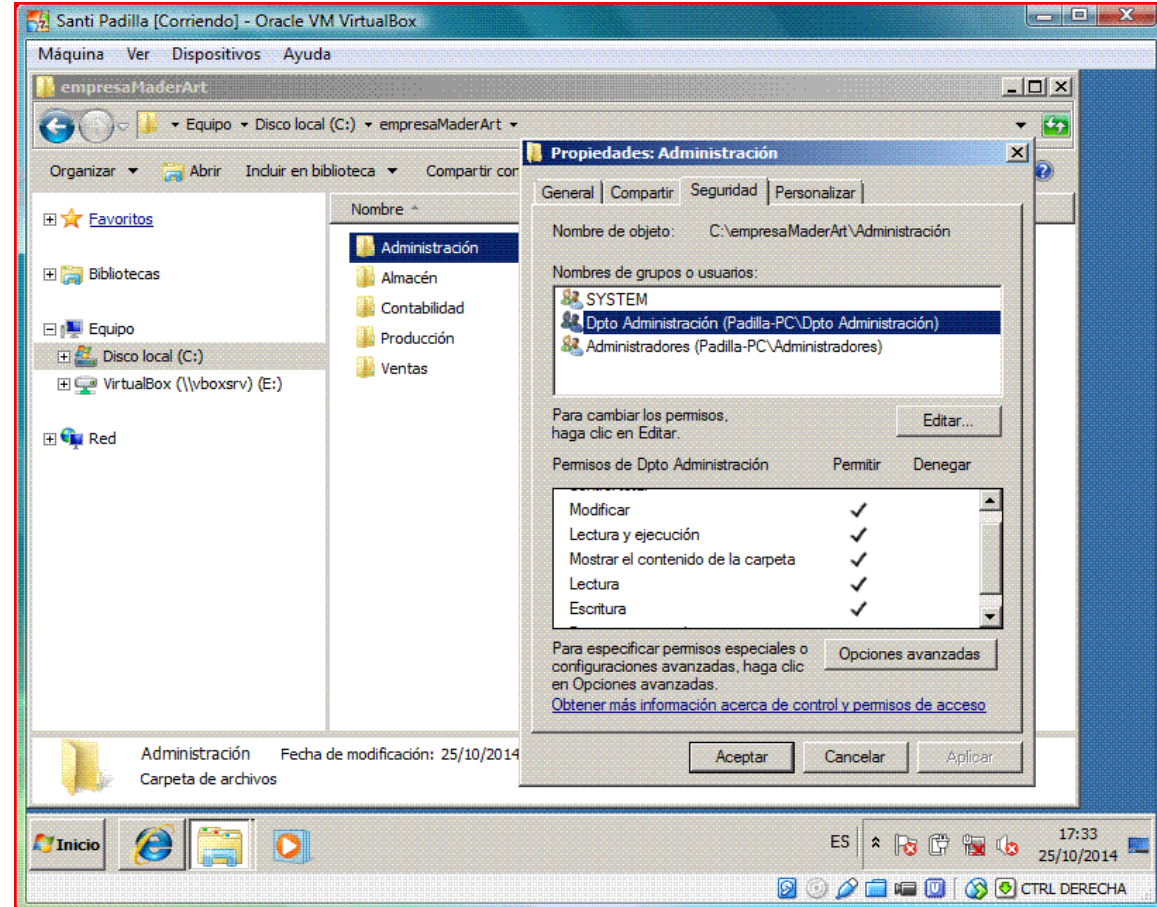 Santi Padilla [Corriendo] - Oracle VM VirtualBox
Máquina Ver Dispositivos Ayuda
empresaMaderArt
Equipo Disco local (C:) empresaMaderArt
Organizar Abrir Incluir en biblioteca Compartir con
Favoritos
Bibliotecas
Equipo
Disco local (C:)
VirtualBox (\\vboxsrv) (E:)
Red
Nombre
Administración
Almacén
Contabilidad
Producción
Ventas
Propiedades: Administración
General Compartir Seguridad Personalizar
Nombre de objeto: C:\empresaMaderArt\Administración
Nombres de grupos o usuarios:
SYSTEM
Dpto Administración (Padilla-PC\Dpto Administración)
Administradores (Padilla-PC\Administradores)
Para cambiar los permisos,
haga clic en Editar.
Editar...
Permisos de Dpto Administración Permitir Denegar
Modificar
Lectura y ejecución
Mostrar el contenido de la carpeta
Lectura
Escritura
Para especificar permisos especiales o
configuraciones avanzadas, haga clic
en Opciones avanzadas.
Opciones avanzadas
Obtener más información acerca de control y permisos de acceso
Aceptar Cancelar Aplicar
Administración Fecha de modificación: 25/10/2014
Carpeta de archivos
Inicio
ES
17:33
25/10/2014
CTRL DERECHA